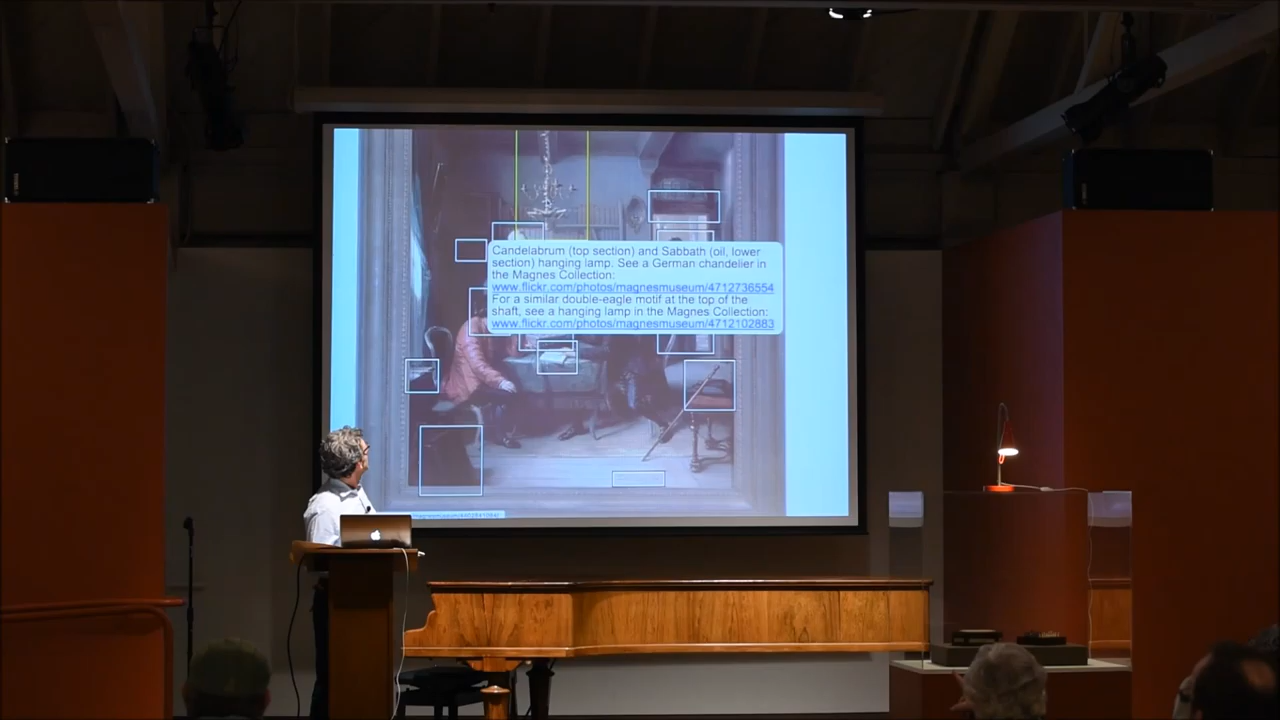 Candelabrum (top section) and Sabbath (oil, lower
section) hanging lamp. See a German chandelier in
the Magnes Collection:
www.flickr.com/photos/magnesmuseum/4712736554
For a similar double-eagle motif at the top of the
shaft, see a hanging lamp in the Magnes Collection:
www.flickr.com/photos/magnesmuseum/4712102883